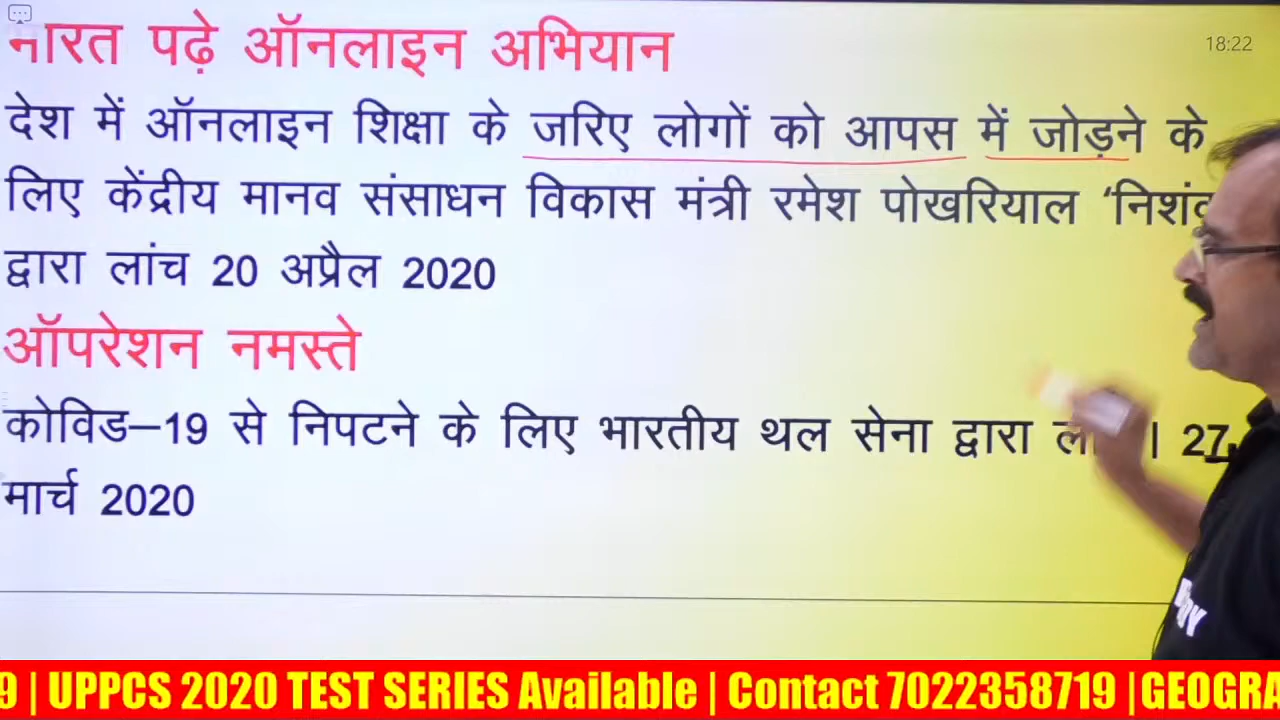 भारत पढ़े ऑनलाइन अभियान
18:22
देश में ऑनलाइन शिक्षा के जरिए लोगों को आपस में जोड़ने के
लिए केंद्रीय मानव संसाधन विकास मंत्री रमेश पोखरियाल ‘निशंक
द्वारा लांच 20 अप्रैल 2020
ऑपरेशन नमस्ते
कोविड–19 से निपटने के लिए भारतीय थल सेना द्वारा । 27
मार्च 2020
9 | UPPCS 2020 TEST SERIES Available | Contact 7022358719 |GEOGRA